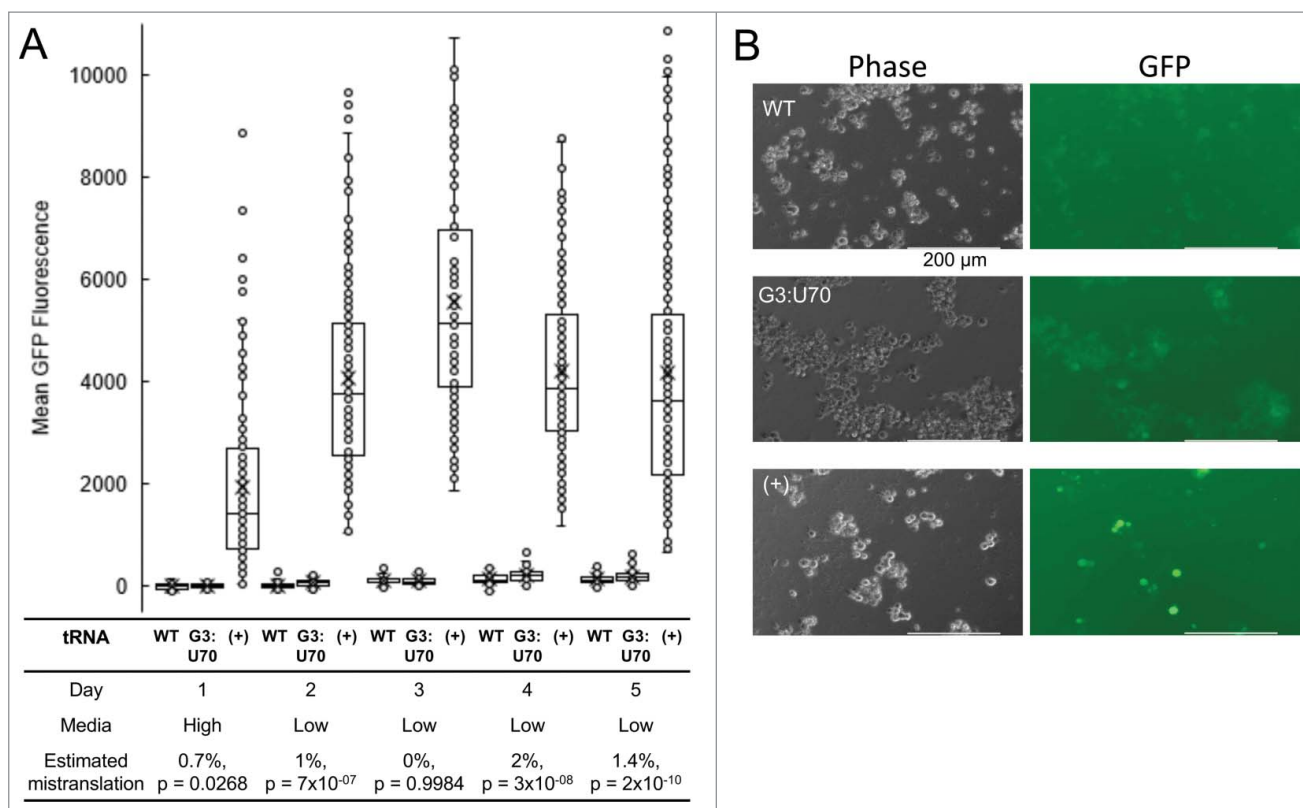 A
Mean GFP Fluorescence
10000
8000
6000
4000
2000
0
tRNA WT G3:U70 (+) WT G3:U70 (+) WT G3:U70 (+) WT G3:U70 (+) WT G3:U70 (+)
Day 1 2 3 4 5
Media High Low Low Low Low
Estimated mistranslation 0.7%, p = 0.0268 1%, p = 7x10⁻⁰⁷ 0%, p = 0.9984 2%, p = 3x10⁻⁰⁸ 1.4%, p = 2x10⁻¹⁰
B
Phase GFP
WT
200 µm
G3:U70
(+)